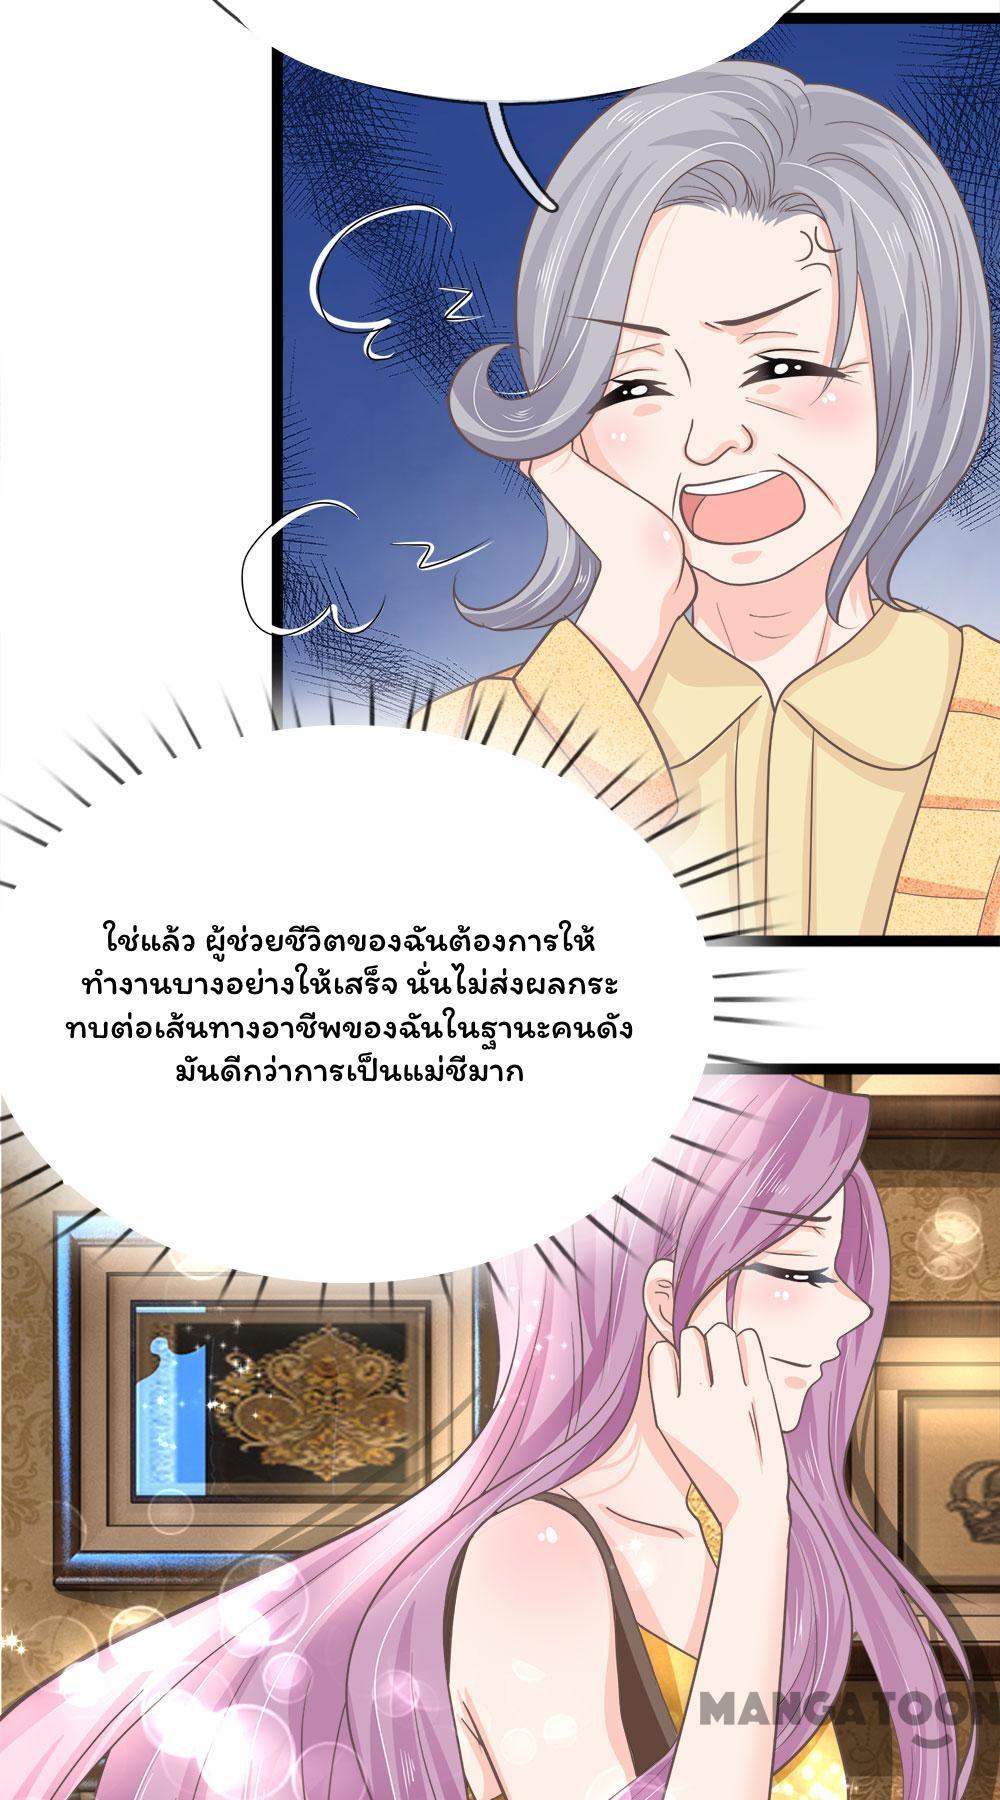 ใช่แล้ว ผู้ช่วยชีวิตของฉันต้องการให้
ทำงานบางอย่างให้เสร็จ นั่นไม่ส่งผลกระ
ทบต่อเส้นทางอาชีพของฉันในฐานะคนดัง
มันดีกว่าการเป็นแม่ชีมาก
MANGATOON